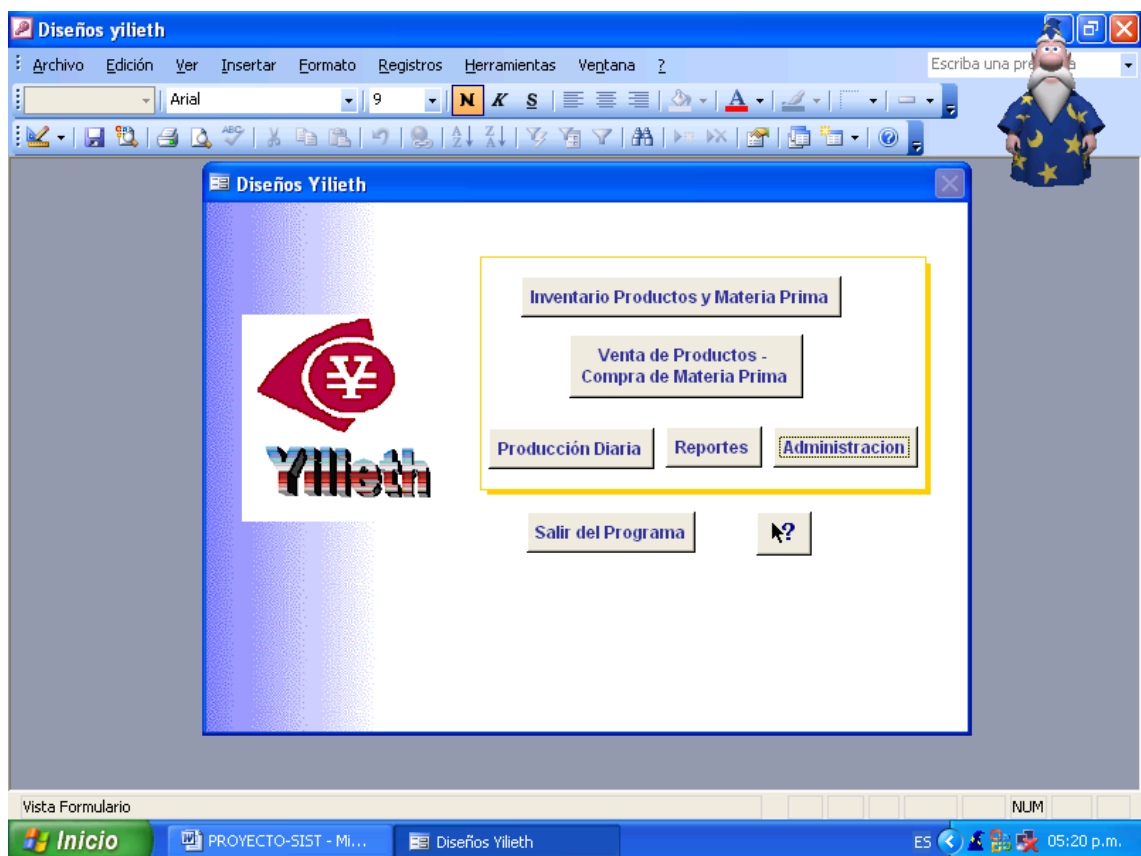 Diseños yilieth
Archivo Edición Ver Insertar Formato Registros Herramientas Ventana ?
Escriba una pre
Arial 9 N K S A
ABC
Diseños Yilieth
Inventario Productos y Materia Prima
Venta de Productos -
Compra de Materia Prima
¥
Yilieth
Producción Diaria Reportes Administracion
Salir del Programa ?
Vista Formulario NUM
Inicio PROYECTO-SIST - Mi... Diseños Yilieth ES 05:20 p.m.